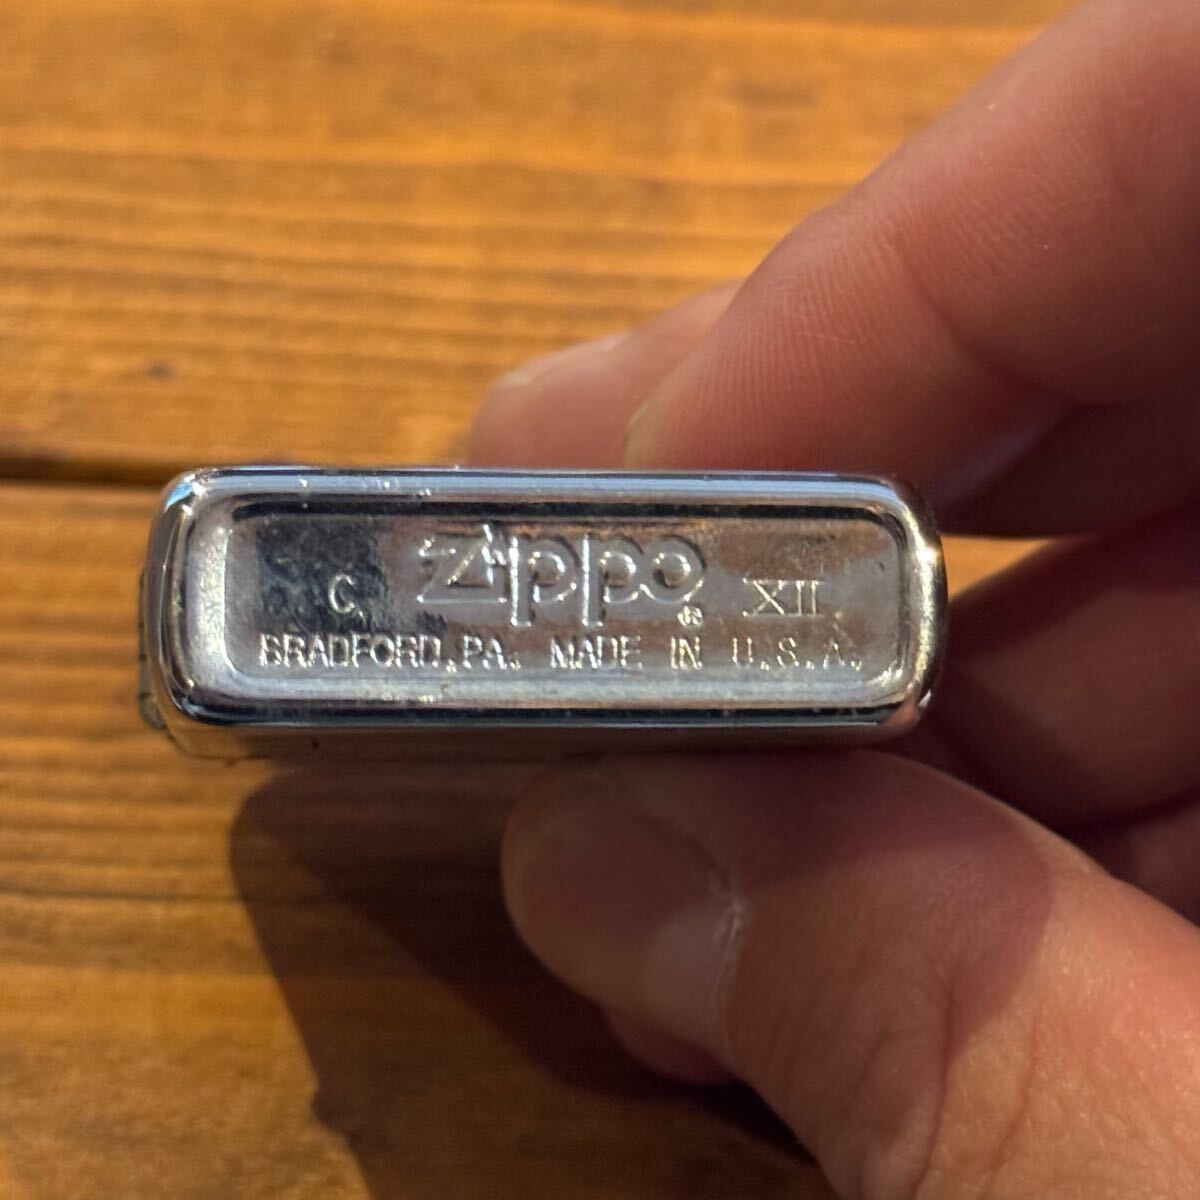 C Zippo® XII
BRADFORD, PA. MADE IN U.S.A.